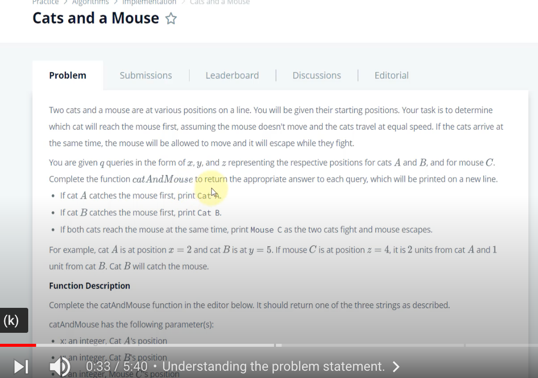 Practice > Algorithms > Implementation > Cats and a Mouse
Cats and a Mouse ☆
Problem Submissions Leaderboard Discussions Editorial
Two cats and a mouse are at various positions on a line. You will be given their starting positions. Your task is to determine
which cat will reach the mouse first, assuming the mouse doesn't move and the cats travel at equal speed. If the cats arrive at
the same time, the mouse will be allowed to move and it will escape while they fight.
You are given q queries in the form of x, y, and z representing the respective positions for cats A and B, and for mouse C.
Complete the function catAndMouse to return the appropriate answer to each query, which will be printed on a new line.
• If cat A catches the mouse first, print Cat A.
• If cat B catches the mouse first, print Cat B.
• If both cats reach the mouse at the same time, print Mouse C as the two cats fight and mouse escapes.
For example, cat A is at position x = 2 and cat B is at y = 5. If mouse C is at position z = 4, it is 2 units from cat A and 1
unit from cat B. Cat B will catch the mouse.
Function Description
Complete the catAndMouse function in the editor below. It should return one of the three strings as described.
(k)
catAndMouse has the following parameter(s):
• x: an integer, Cat A's position
an integer, Cat B's position
0:33 / 5:40 • Understanding the problem statement. >
an integer, Mouse C's position